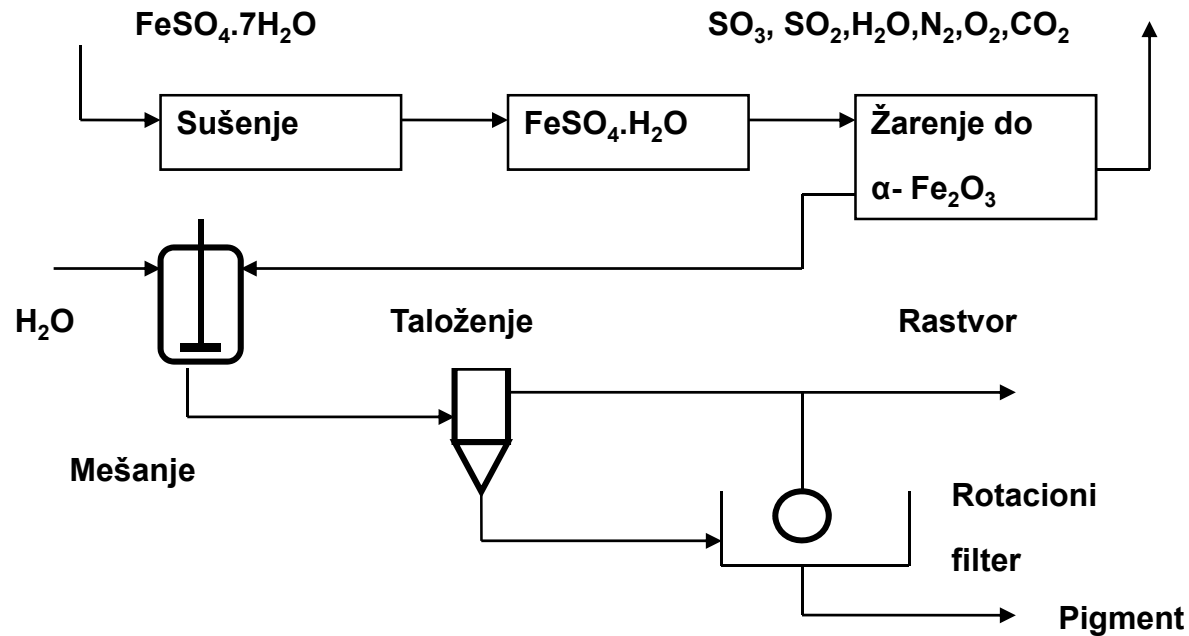 FeSO₄.7H₂O
SO₃, SO₂,H₂O,N₂,O₂,CO₂
Sušenje
FeSO₄.H₂O
Žarenje do
α- Fe₂O₃
H₂O
Taloženje
Rastvor
Mešanje
Rotacioni
filter
Pigment